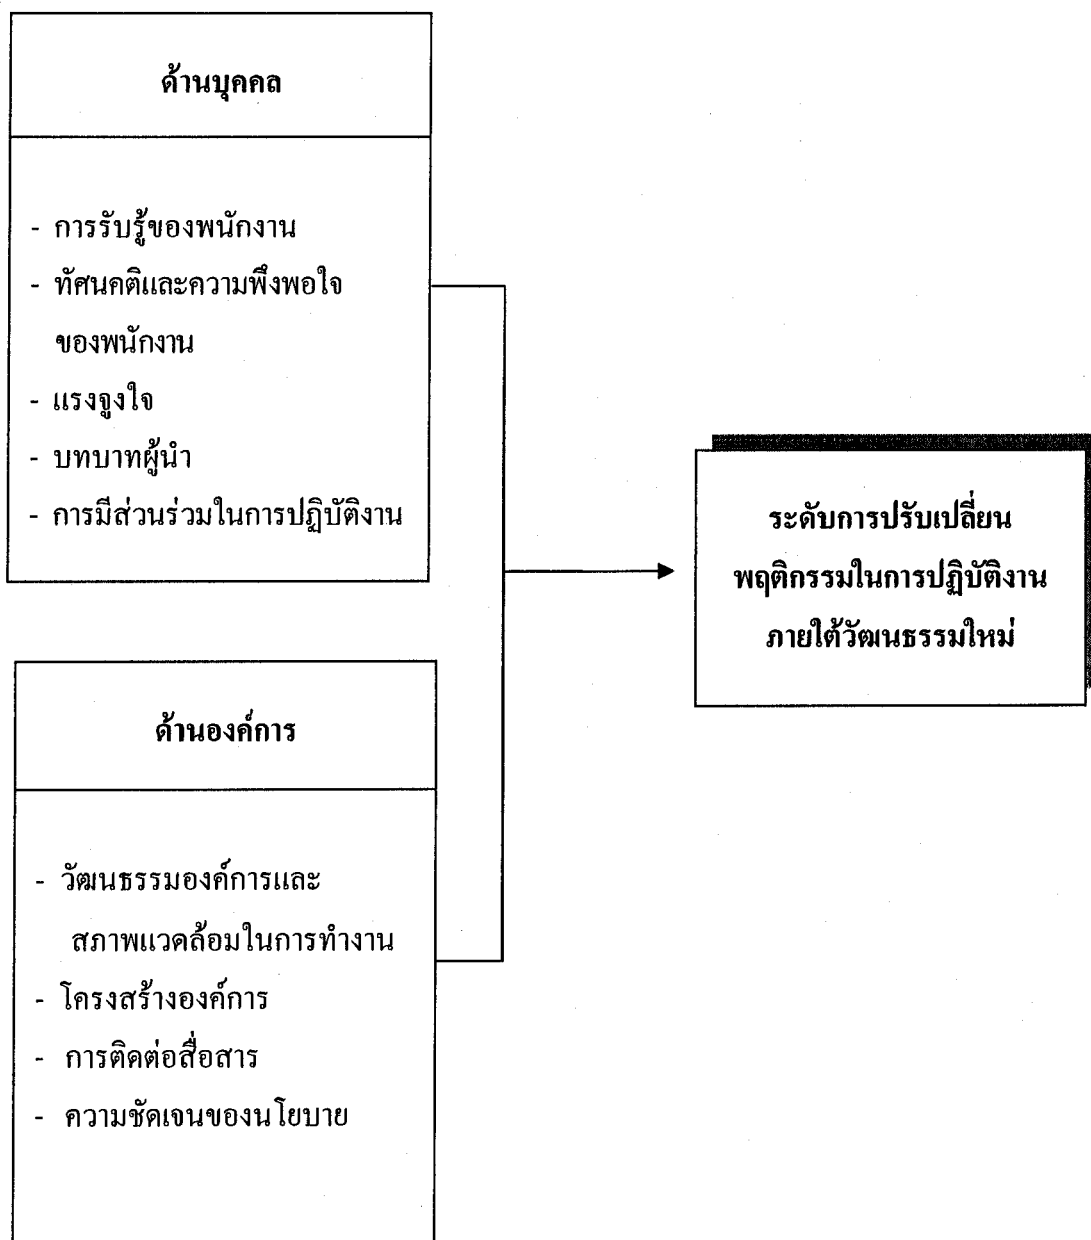 ด้านบุคคล
- การรับรู้ของพนักงาน
- ทัศนคติและความพึงพอใจ
ของพนักงาน
- แรงจูงใจ
- บทบาทผู้นำ
- การมีส่วนร่วมในการปฏิบัติงาน
ระดับการปรับเปลี่ยน
พฤติกรรมในการปฏิบัติงาน
ภายใต้วัฒนธรรมใหม่
ด้านองค์การ
- วัฒนธรรมองค์การและ
สภาพแวดล้อมในการทำงาน
- โครงสร้างองค์การ
- การติดต่อสื่อสาร
- ความชัดเจนของนโยบาย